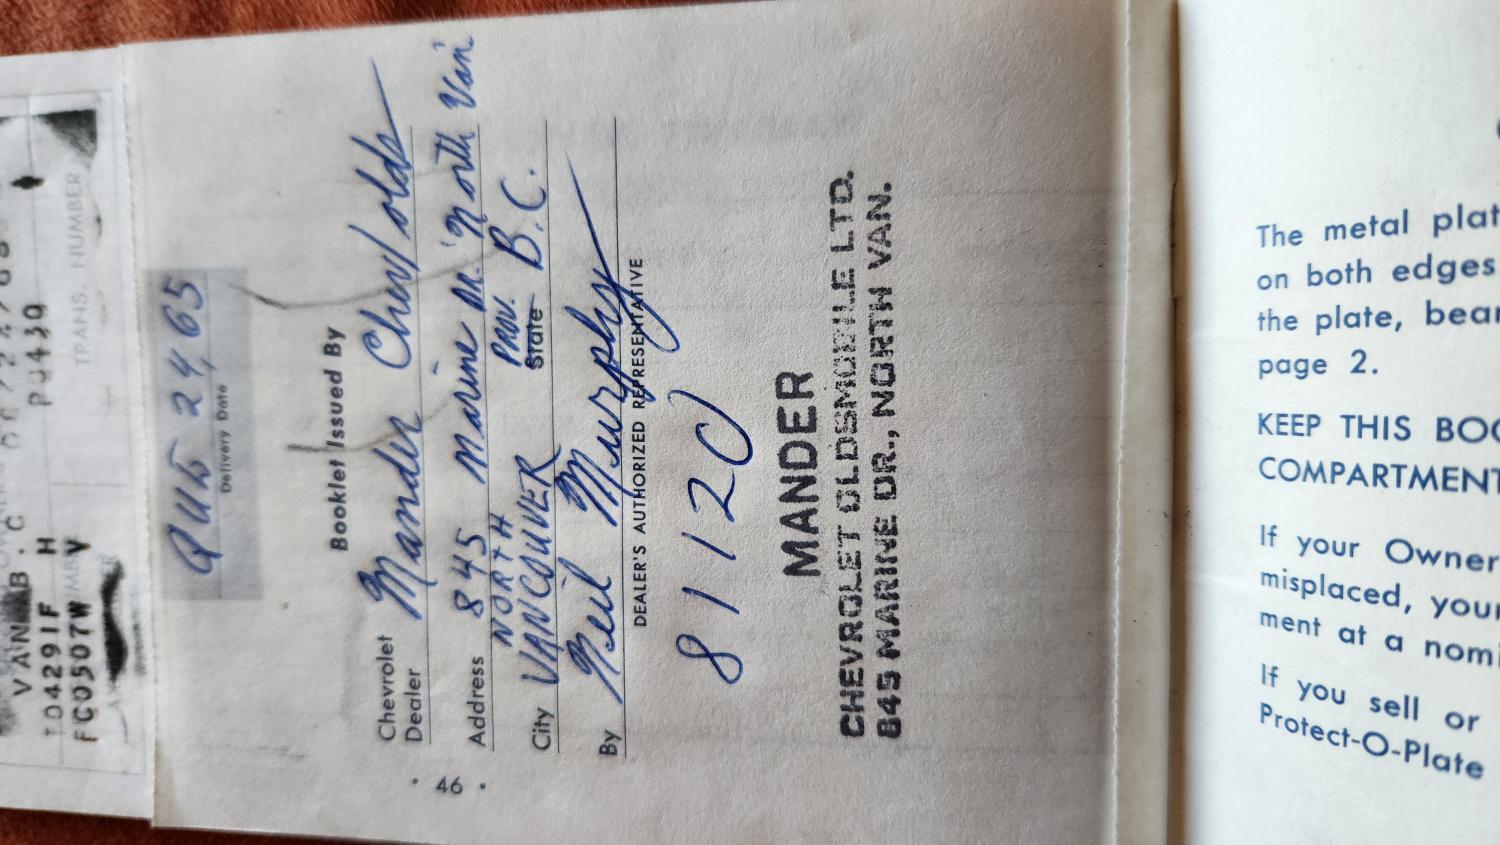 VAN B.C
T0429IF H
FC0507W
P0430
TRANS. NUMBER
AUG 24, 65
Delivery Date
Booklet Issued By
Chevrolet Dealer Mander Chev/olds
Address 845 Marine DR. North Van.
NORTH PROV.
City VANCOUVER State B.C.
By Neil Murphy
DEALER'S AUTHORIZED REPRESENTATIVE
81120
MANDER
CHEVROLET OLDSMOBILE LTD.
845 MARINE DR., NORTH VAN.
· 46 ·
The metal plat
on both edges
the plate, bear
page 2.
KEEP THIS BOO
COMPARTMENT
If your Owner
misplaced, your
ment at a nomi
If you sell or
Protect-O-Plate